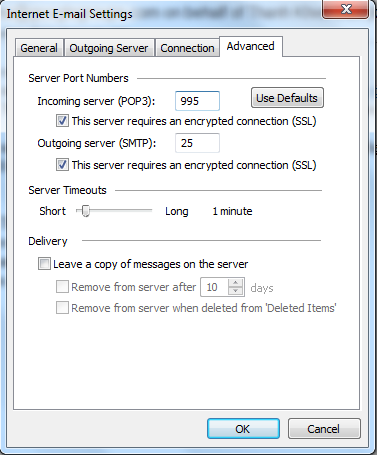 Internet E-mail Settings
General Outgoing Server Connection Advanced
Server Port Numbers
Incoming server (POP3): 995 Use Defaults
This server requires an encrypted connection (SSL)
Outgoing server (SMTP): 25
This server requires an encrypted connection (SSL)
Server Timeouts
Short Long 1 minute
Delivery
Leave a copy of messages on the server
Remove from server after 10 days
Remove from server when deleted from 'Deleted Items'
OK Cancel